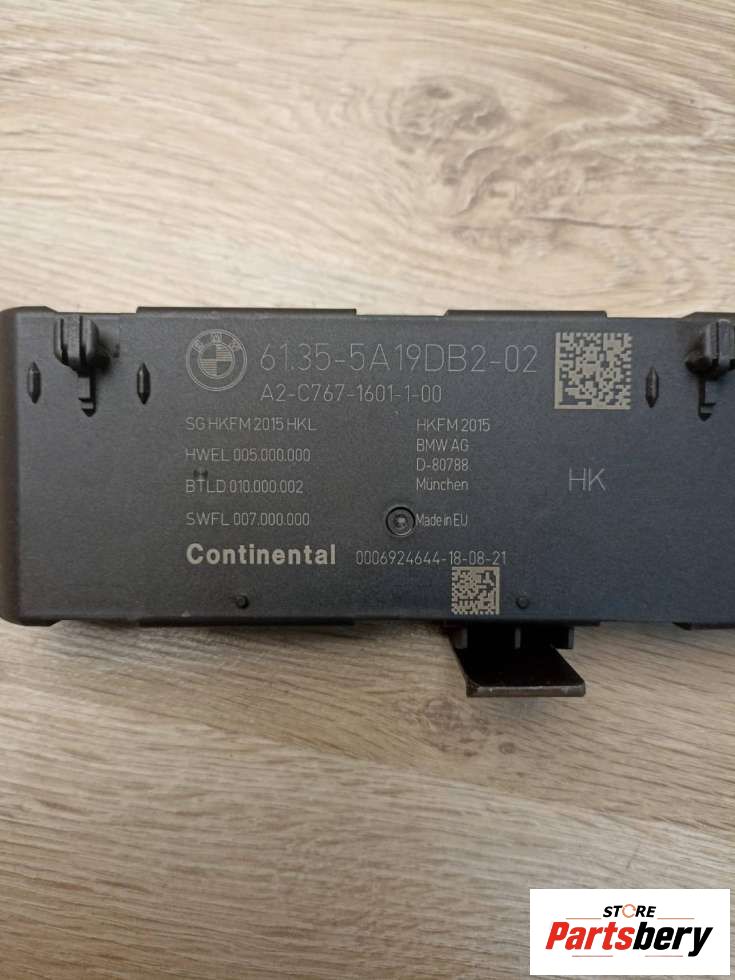 BMW
61.35-5A19DB2-02
A2-C767-1601-1-00
SG HKFM 2015 HKL
HWEL 005.000.000
BTLD 010.000.002
SWFL 007.000.000
HKFM 2015
BMW AG
D-80788
München
Made in EU
HK
Continental 0006924644-18-08-21
STORE
Partsbery